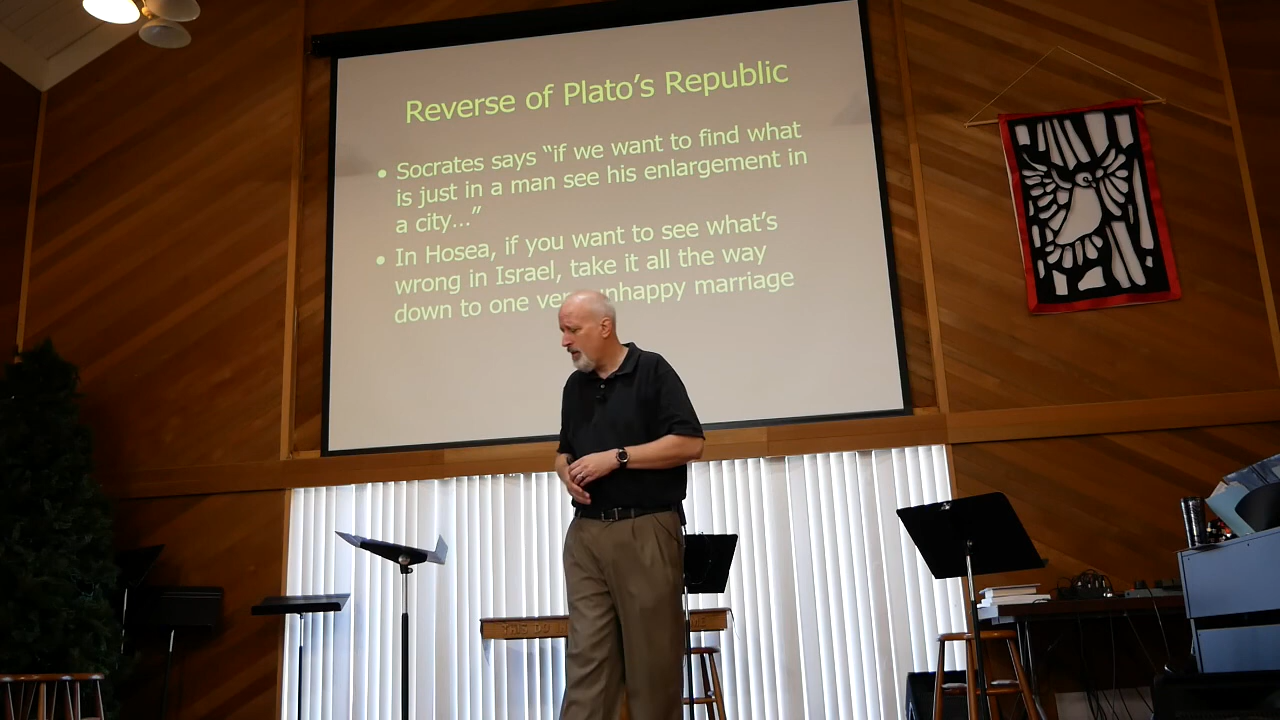 Reverse of Plato's Republic
• Socrates says “if we want to find what
is just in a man see his enlargement in
a city...”
• In Hosea, if you want to see what's
wrong in Israel, take it all the way
down to one unhappy marriage
THIS DO